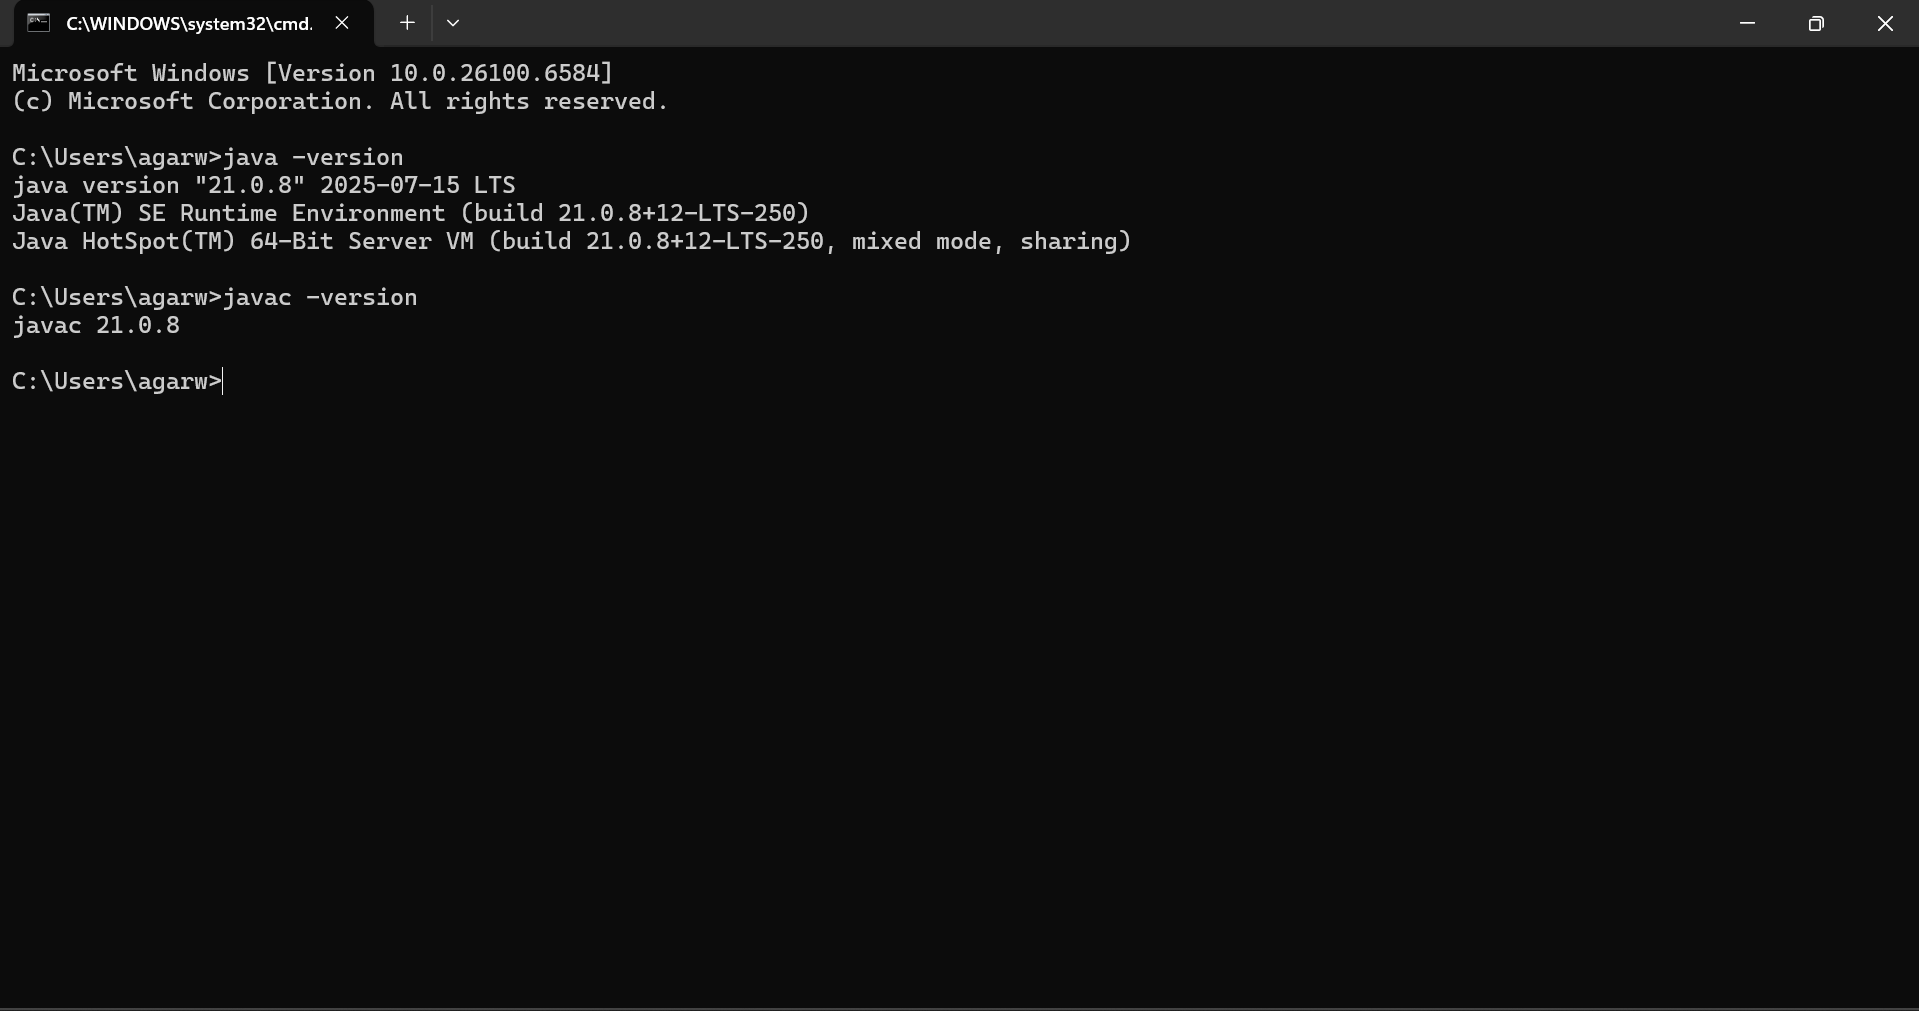 C:\WINDOWS\system32\cmd.
Microsoft Windows [Version 10.0.26100.6584]
(c) Microsoft Corporation. All rights reserved.
C:\Users\agarw>java -version
java version "21.0.8" 2025-07-15 LTS
Java(TM) SE Runtime Environment (build 21.0.8+12-LTS-250)
Java HotSpot(TM) 64-Bit Server VM (build 21.0.8+12-LTS-250, mixed mode, sharing)
C:\Users\agarw>javac -version
javac 21.0.8
C:\Users\agarw>